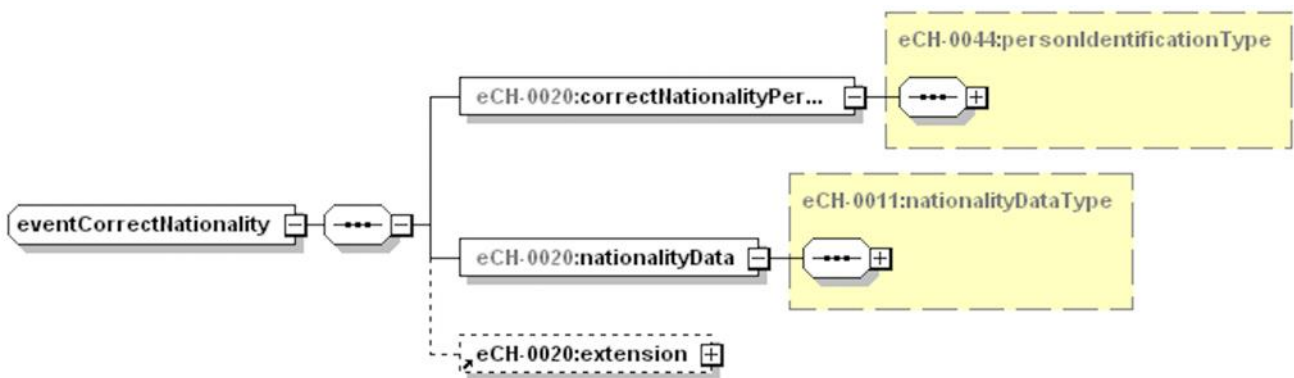 eCH-0044:personIdentificationType
eCH-0020:correctNationalityPer...
eCH-0011:nationalityDataType
eventCorrectNationality
eCH-0020:nationalityData
eCH-0020:extension